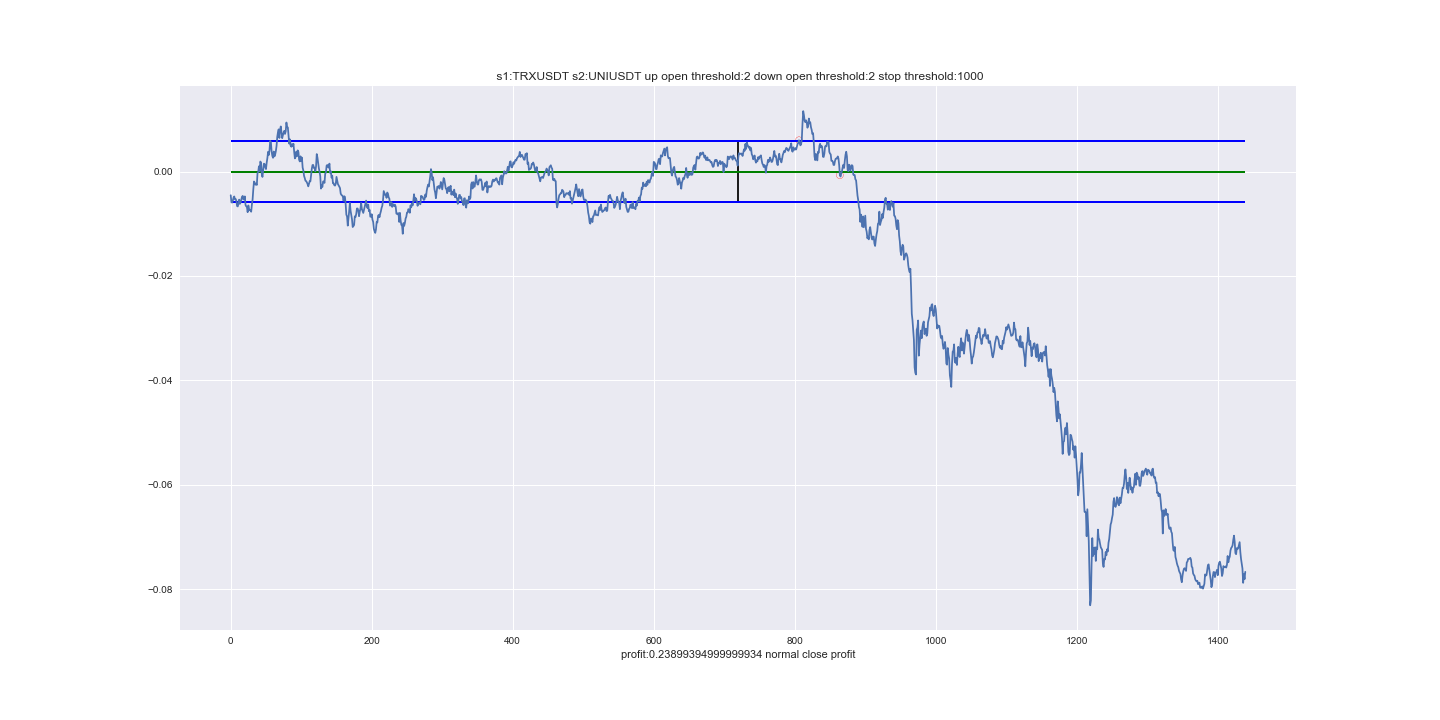 s1:TRXUSDT s2:UNIUSDT up open threshold:2 down open threshold:2 stop threshold:1000
0.00
−0.02
−0.04
−0.06
−0.08
0 200 400 600 800 1000 1200 1400
profit:0.23899394999999934 normal close profit